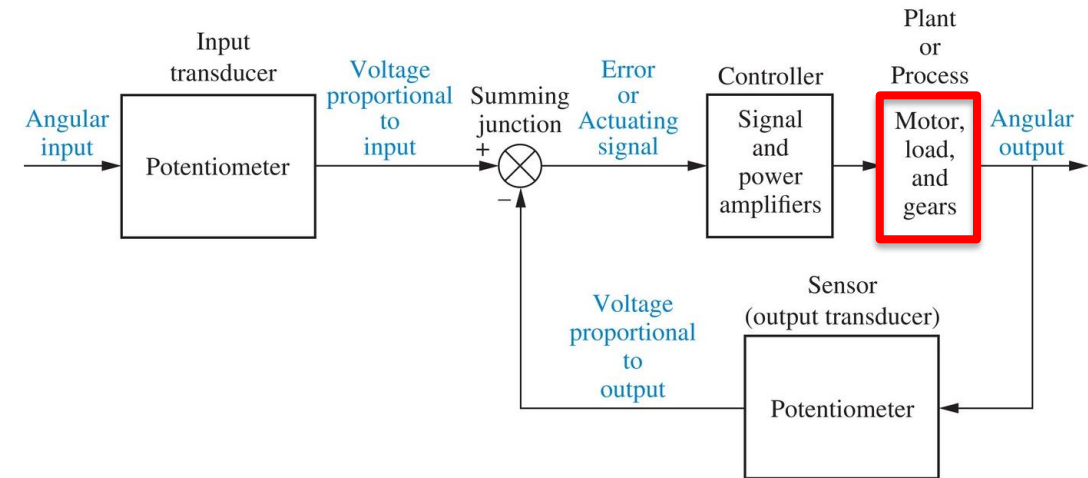 Input
transducer
Angular
input
Potentiometer
Voltage
proportional
to
input
Summing
junction
+
−
Error
or
Actuating
signal
Controller
Signal
and
power
amplifiers
Plant
or
Process
Motor,
load,
and
gears
Angular
output
Sensor
(output transducer)
Potentiometer
Voltage
proportional
to
output